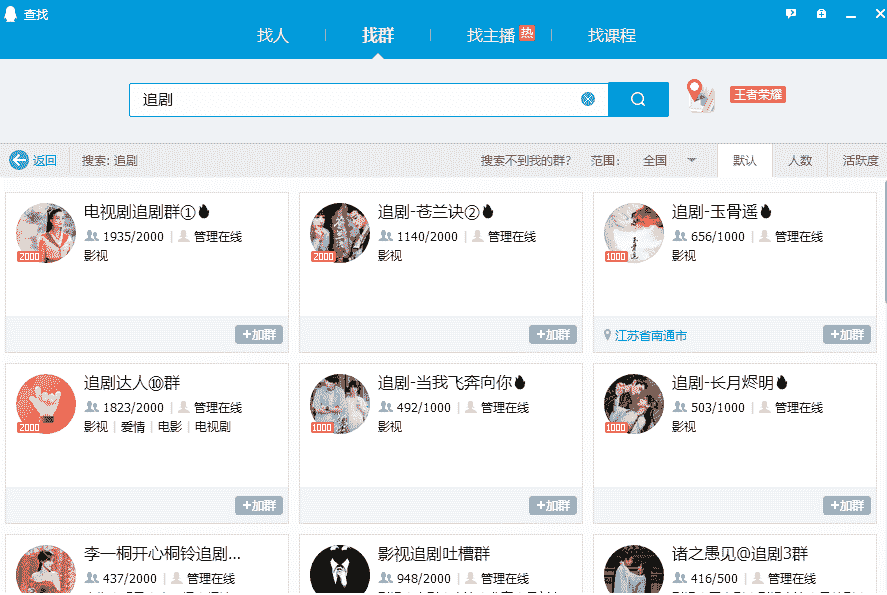 查找
找人 找群 找主播 热 找课程
追剧 王者荣耀
返回 搜索: 追剧 搜索不到我的群? 范围: 全国 默认 人数 活跃度
电视剧追剧群①
1935/2000 管理在线
影视
2000
+加群
追剧-苍兰诀②
1140/2000 管理在线
影视
2000
+加群
追剧-玉骨遥
656/1000 管理在线
影视
1000
江苏省南通市 +加群
追剧达人⑩群
1823/2000 管理在线
影视 | 爱情 | 电影 | 电视剧
2000
+加群
追剧-当我飞奔向你
492/1000 管理在线
影视
1000
+加群
追剧-长月烬明
503/1000 管理在线
影视
1000
+加群
李一桐开心桐铃追剧...
437/2000 管理在线
影视追剧吐槽群
948/2000 管理在线
诸之愚见@追剧3群
416/500 管理在线